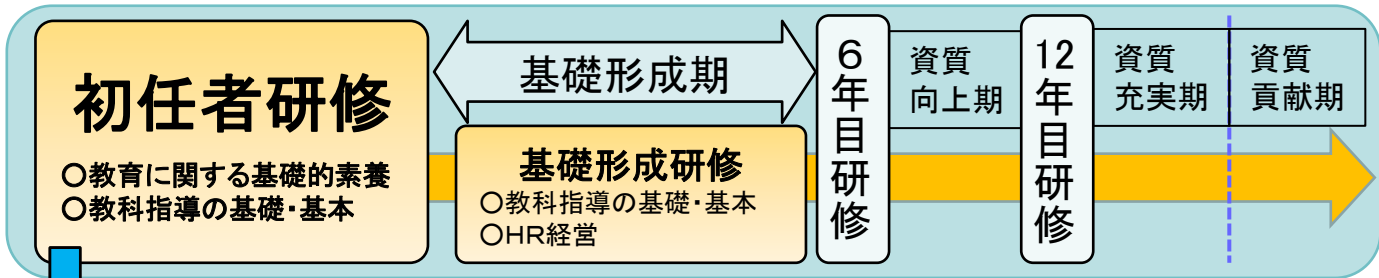 初任者研修
○教育に関する基礎的素養
○教科指導の基礎・基本
基礎形成期
基礎形成研修
○教科指導の基礎・基本
○HR経営
6年目研修
資質
向上期
12年目研修
資質
充実期
資質
貢献期